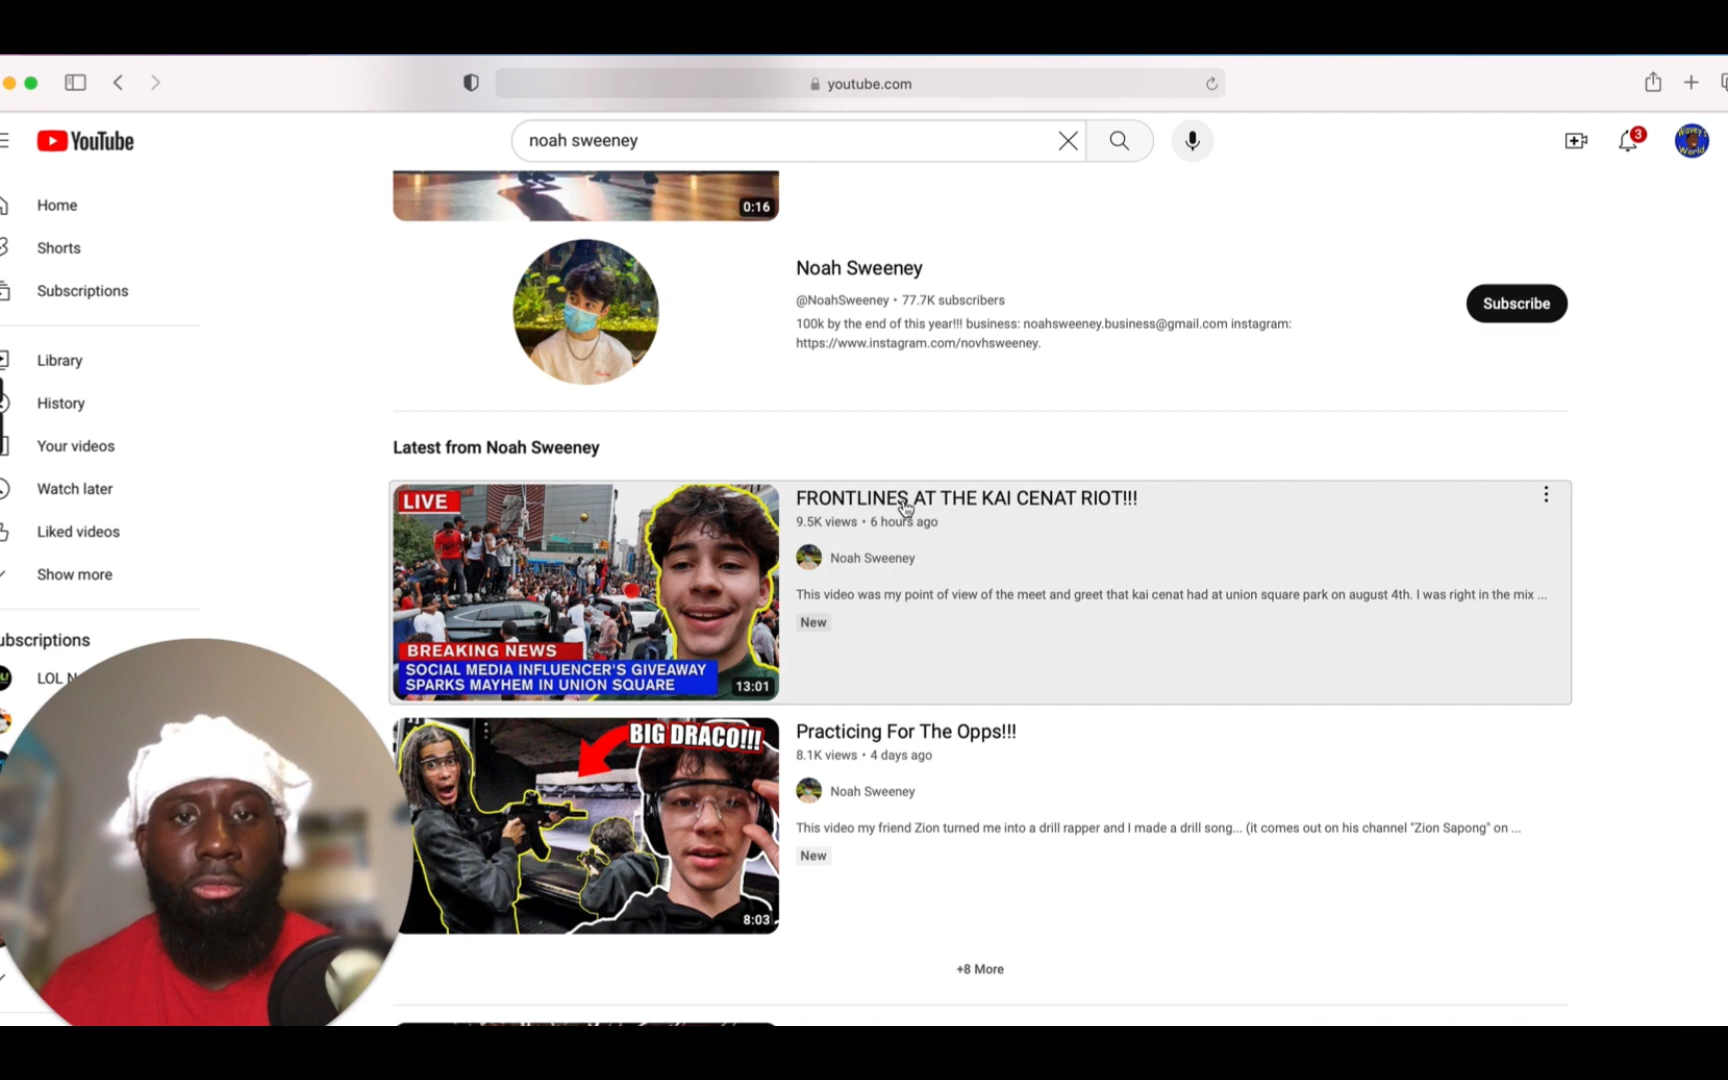 youtube.com
YouTube
noah sweeney
3
Wavey's
World
0:16
Home
Shorts
Subscriptions
Library
History
Your videos
Watch later
Liked videos
Show more
ubscriptions
LOL N
Noah Sweeney
@NoahSweeney • 77.7K subscribers
100k by the end of this year!!! business: noahsweeney.business@gmail.com instagram:
https://www.instagram.com/novhsweeney.
Subscribe
Latest from Noah Sweeney
LIVE
BREAKING NEWS
SOCIAL MEDIA INFLUENCER'S GIVEAWAY
SPARKS MAYHEM IN UNION SQUARE
13:01
FRONTLINES AT THE KAI CENAT RIOT!!!
9.5K views • 6 hours ago
Noah Sweeney
This video was my point of view of the meet and greet that kai cenat had at union square park on august 4th. I was right in the mix ...
New
BIG DRACO!!!
8:03
Practicing For The Opps!!!
8.1K views • 4 days ago
Noah Sweeney
This video my friend Zion turned me into a drill rapper and I made a drill song... (it comes out on his channel "Zion Sapong" on ...
New
+8 More